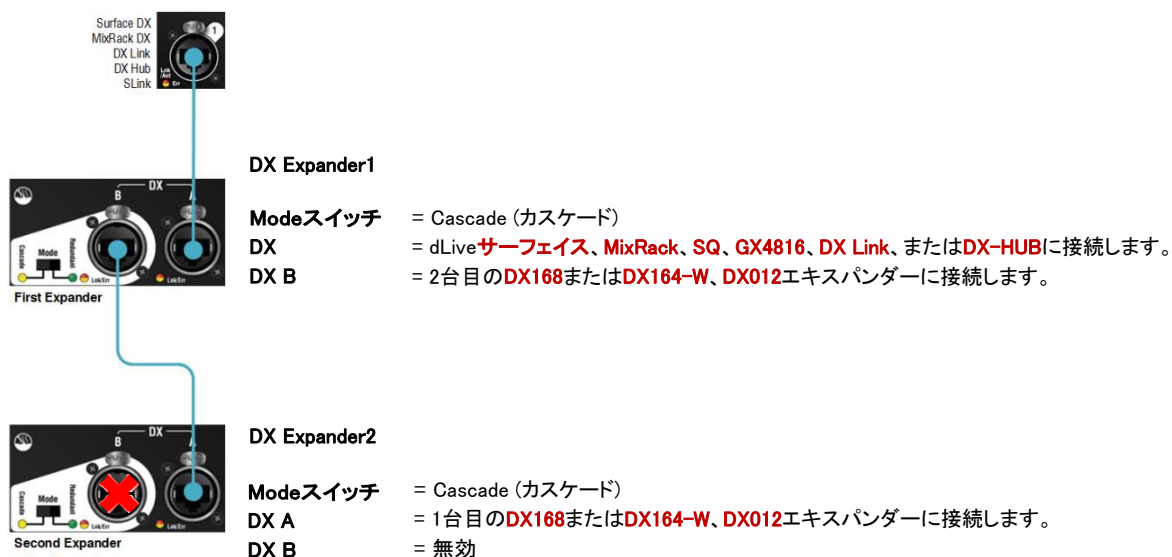 Surface DX
MixRack DX
DX Link
DX Hub
SLink
1
Lnk
/Act
Err
DX Expander1
DX
B
A
Modeスイッチ = Cascade (カスケード)
Cascade
Mode
Redundant
DX = dLiveサーフェイス、MixRack、SQ、GX4816、DX Link、またはDX-HUBに接続します。
DX B = 2台目のDX168またはDX164-W、DX012エキスパンダーに接続します。
Lnk/Err
Lnk/Err
First Expander
DX Expander2
DX
B
A
Modeスイッチ = Cascade (カスケード)
Cascade
Mode
Redundant
DX A = 1台目のDX168またはDX164-W、DX012エキスパンダーに接続します。
Lnk/Err
Lnk/Err
Second Expander
DX B = 無効